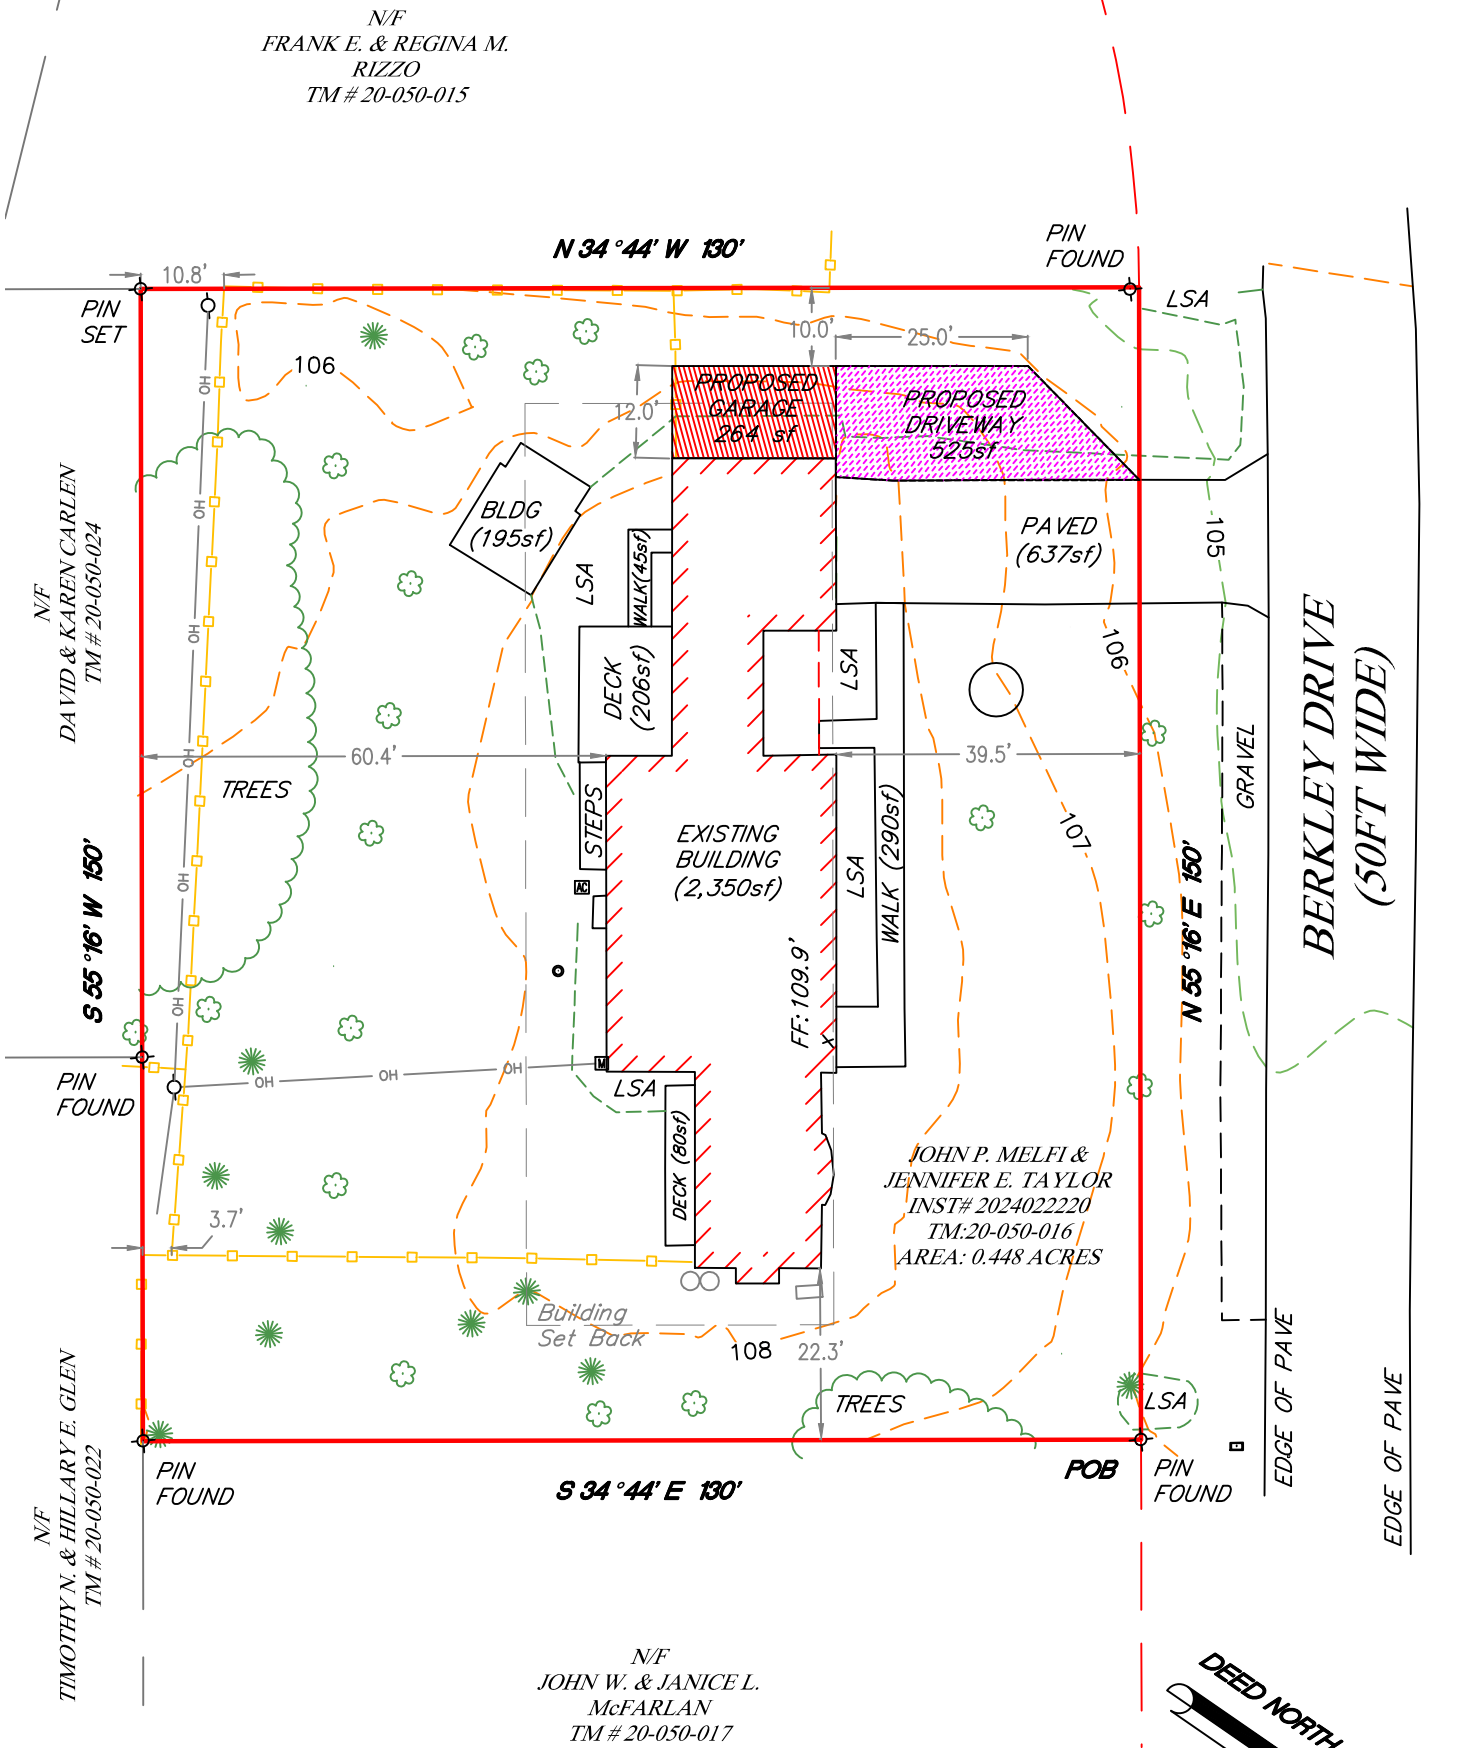 N/F
FRANK E. & REGINA M.
RIZZO
TM # 20-050-015
N 34°44' W 130'
PIN
FOUND
10.8'
PIN
SET
LSA
10.0'
25.0'
106
12.0'
PROPOSED
GARAGE
264 sf
PROPOSED
DRIVEWAY
525sf
OH
BLDG
(195sf)
OH
WALK(45sf)
LSA
PAVED
(637sf)
105
N/F
DAVID & KAREN CARLEN
TM # 20-050-024
OH
DECK
(206sf)
LSA
106
BERKLEY DRIVE
(50FT WIDE)
OH
60.4'
39.5'
TREES
STEPS
EXISTING
BUILDING
(2,350sf)
LSA
WALK (290sf)
107
GRAVEL
OH
AC
S 55°16' W 150'
N 55°16' E 150'
FF:109.9'
X
OH
PIN
FOUND
OH
OH
OH
M
LSA
DECK (80sf)
JOHN P. MELFI &
JENNIFER E. TAYLOR
INST# 2024022220
TM:20-050-016
AREA: 0.448 ACRES
3.7'
Building
Set Back
108
22.3'
TREES
LSA
EDGE OF PAVE
EDGE OF PAVE
N/F
TIMOTHY N. & HILLARY E. GLEN
TM # 20-050-022
PIN
FOUND
S 34°44' E 130'
POB
PIN
FOUND
N/F
JOHN W. & JANICE L.
McFARLAN
TM # 20-050-017
DEED NORTH